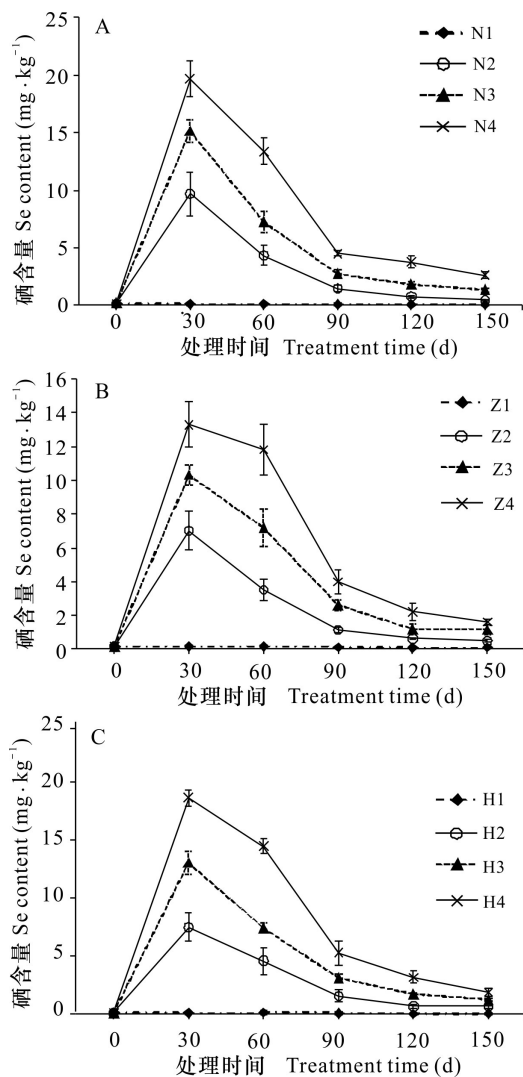 A
硒含量 Se content (mg·kg⁻¹)
25
20
15
10
5
0
N1
N2
N3
N4
0 30 60 90 120 150
处理时间 Treatment time (d)
B
硒含量 Se content (mg·kg⁻¹)
16
14
12
10
8
6
4
2
0
Z1
Z2
Z3
Z4
0 30 60 90 120 150
处理时间 Treatment time (d)
C
硒含量 Se content (mg·kg⁻¹)
25
20
15
10
5
0
H1
H2
H3
H4
0 30 60 90 120 150
处理时间 Treatment time (d)